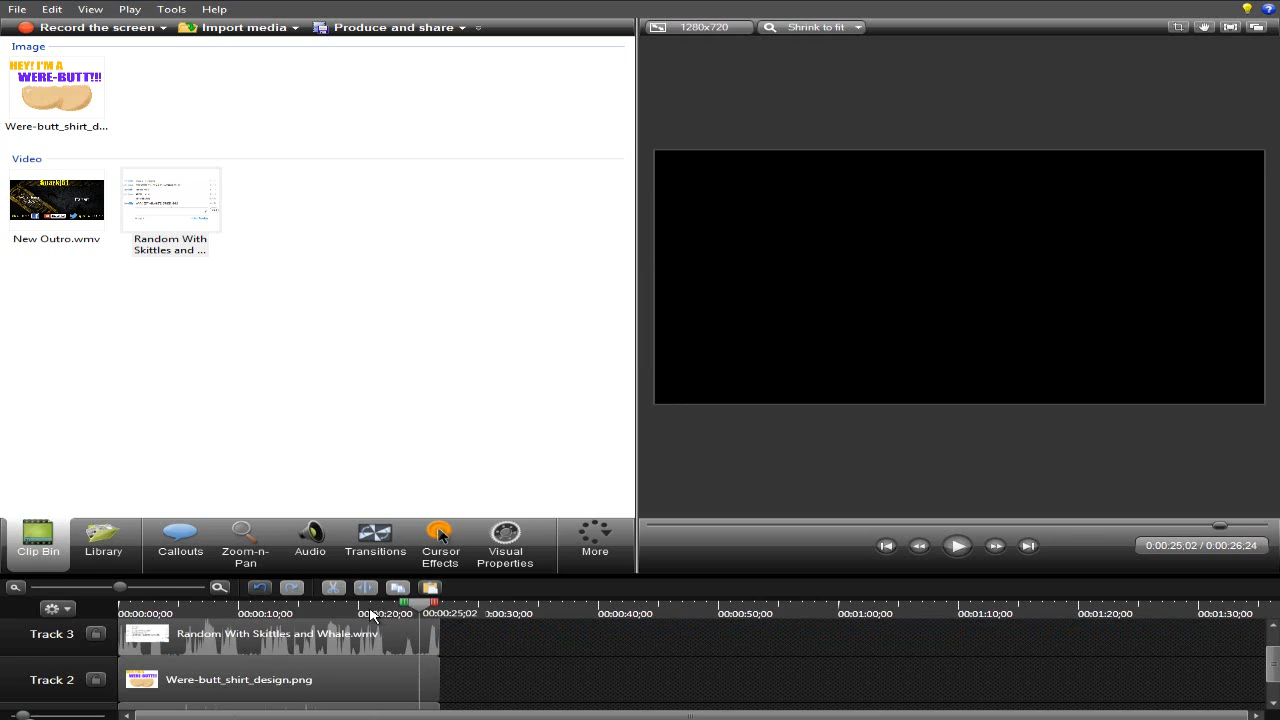 File Edit View Play Tools Help
Record the screen Import media Produce and share 1280x720 Shrink to fit
Image
HEY! I'M A
WERE-BUTT!!!
Were-butt_shirt_d...
Video
New Outro.wmv
Random With
Skittles and ...
Clip Bin Library Callouts Zoom-n-
Pan Audio Transitions Cursor
Effects Visual
Properties More
0:00:25;02 / 0:00:26;24
00:00:00;00 00:00:10;00 00:00:20;00 00:00:25;02 0:00:30;00 00:00:40;00 00:00:50;00 00:01:00;00 00:01:10;00 00:01:20;00 00:01:30;00
Track 3 Random With Skittles and Whale.wmv
Track 2 WERE-BUTT!!! Were-butt_shirt_design.png